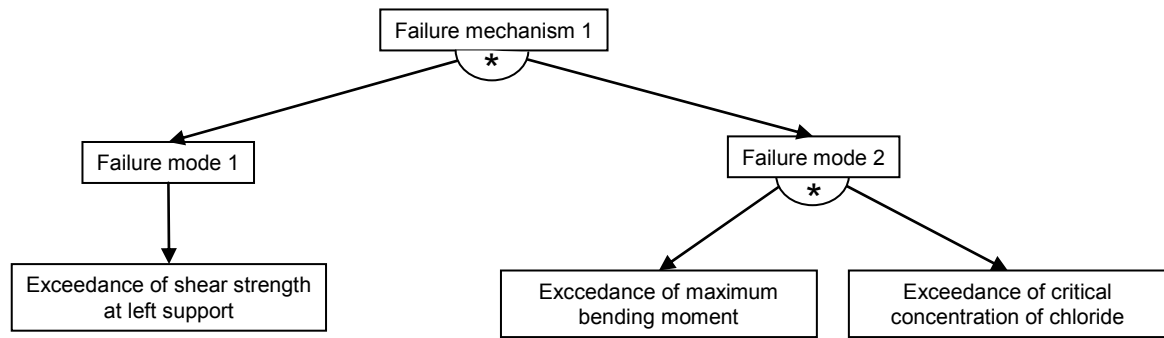 Failure mechanism 1
*
Failure mode 1
Failure mode 2
*
Exceedance of shear strength
at left support
Exccedance of maximum
bending moment
Exceedance of critical
concentration of chloride